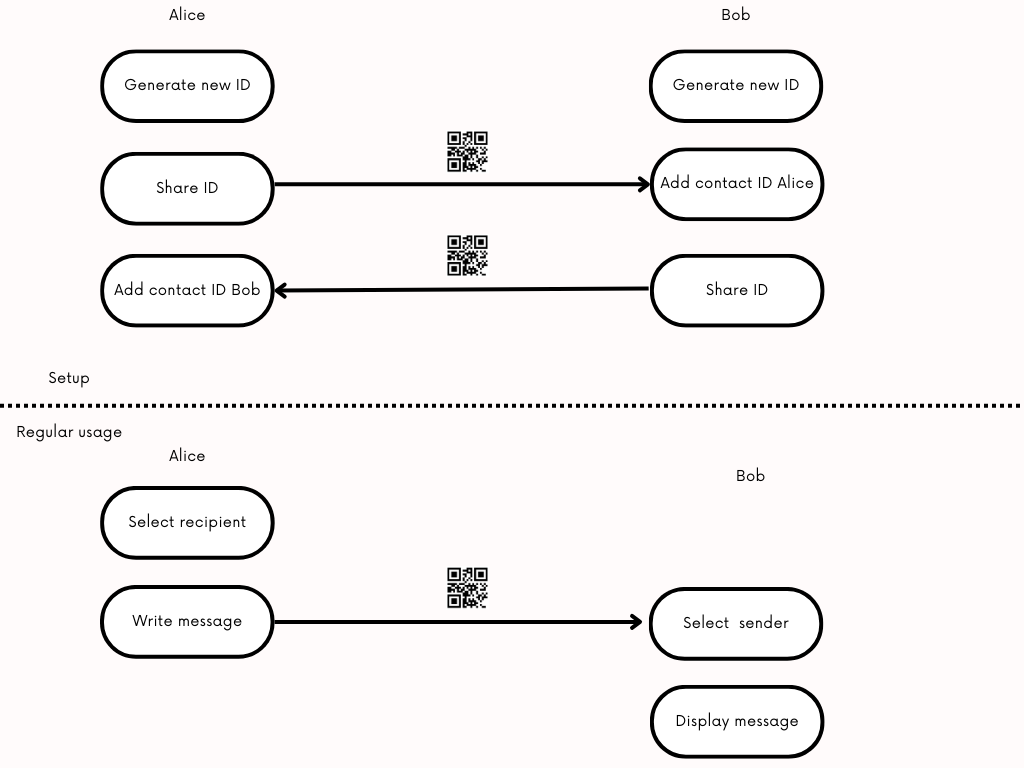 Alice
Bob
Generate new ID
Generate new ID
Share ID
Add contact ID Alice
Add contact ID Bob
Share ID
Setup
Regular usage
Alice
Bob
Select recipient
Write message
Select  sender
Display message